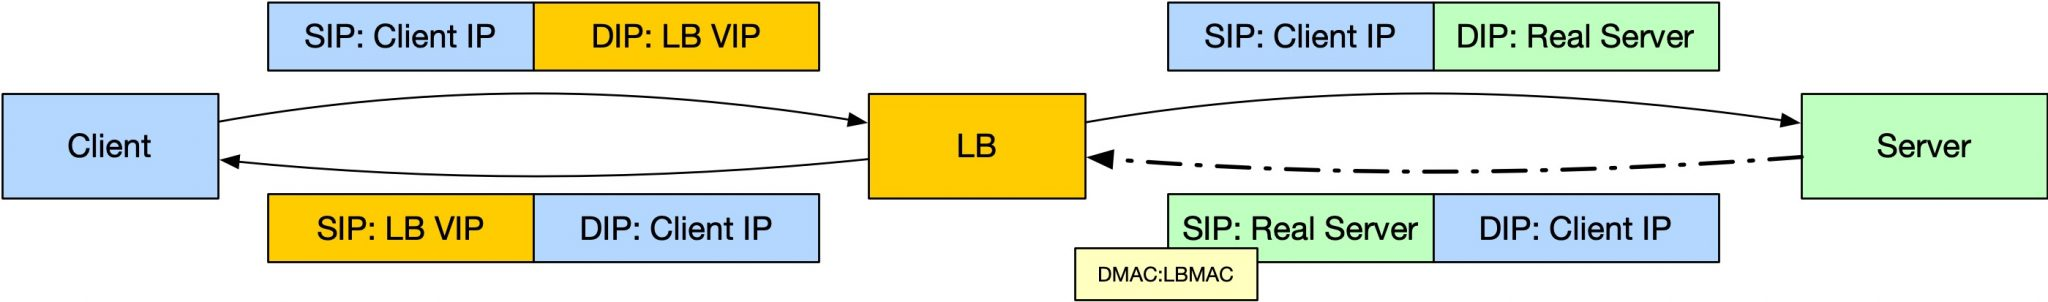 SIP: Client IP DIP: LB VIP
SIP: Client IP DIP: Real Server
Client
LB
Server
SIP: LB VIP DIP: Client IP
SIP: Real Server DIP: Client IP
DMAC:LBMAC